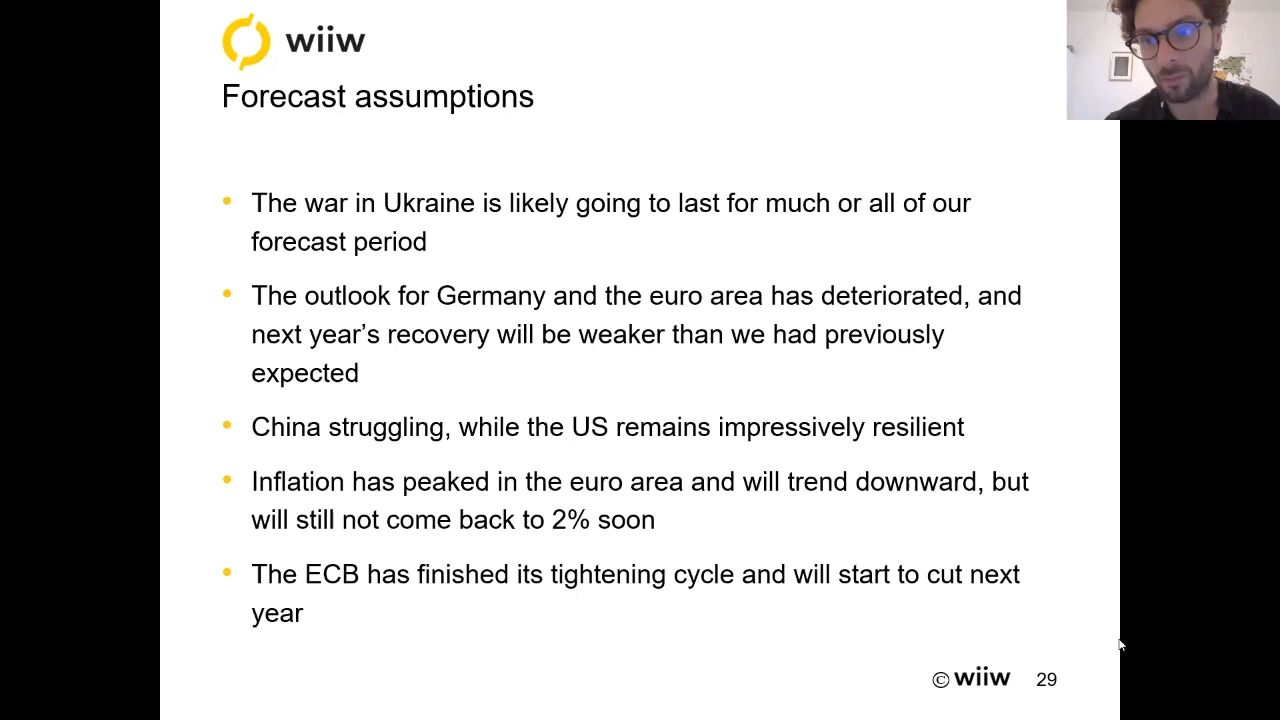 wiiw
Forecast assumptions
• The war in Ukraine is likely going to last for much or all of our
forecast period
• The outlook for Germany and the euro area has deteriorated, and
next year’s recovery will be weaker than we had previously
expected
• China struggling, while the US remains impressively resilient
• Inflation has peaked in the euro area and will trend downward, but
will still not come back to 2% soon
• The ECB has finished its tightening cycle and will start to cut next
year
© wiiw 29